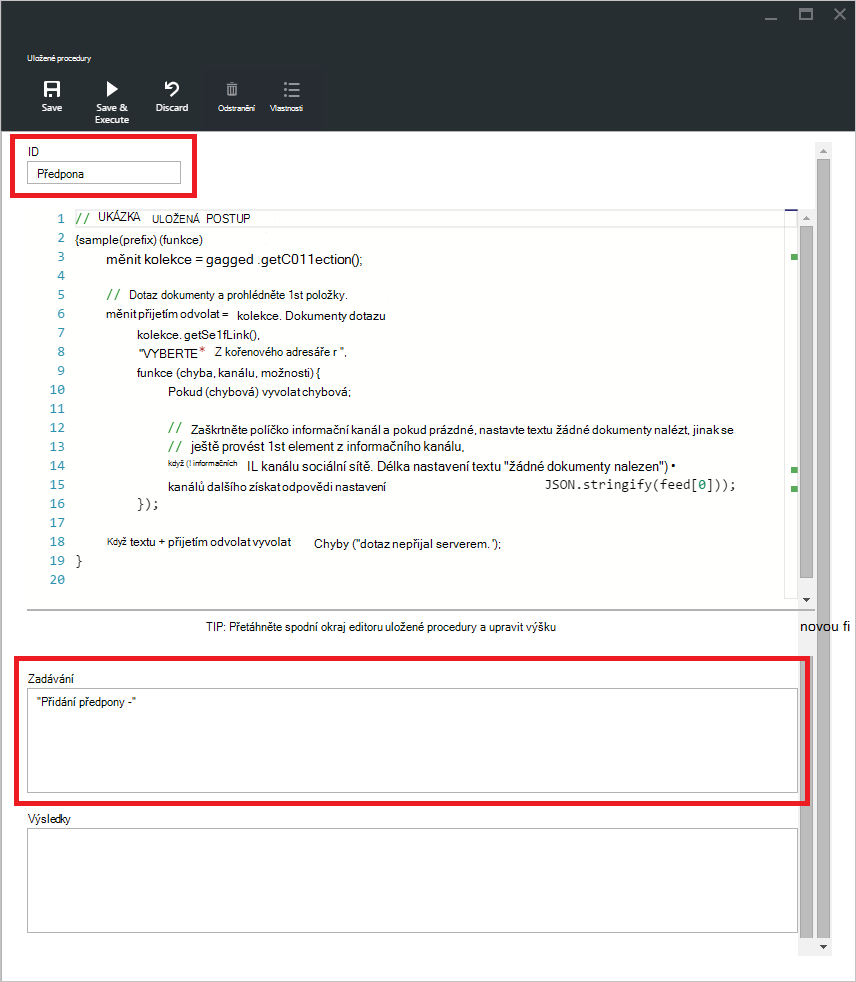 Uložené procedury
Save
Save & Execute
Discard
Odstranění
Vlastnosti
ID
Předpona
1 // UKÁZKA ULOŽENÁ POSTUP
2 {sample(prefix) (funkce)
3 měnit kolekce = gagged .getC011ection();
4
5 // Dotaz dokumenty a prohlédněte 1st položky.
6 měnit přijetím odvolat = kolekce. Dokumenty dotazu
7 kolekce. getSe1fLink(),
8 "VYBERTE * Z kořenového adresáře r ",
9 funkce (chyba, kanálu, možnosti) {
10 Pokud (chybová) vyvolat chybová;
11
12 // Zaškrtněte políčko informační kanál a pokud prázdné, nastavte textu žádné dokumenty nalézt, jinak se
13 // ještě provést 1st element z informačního kanálu,
14 když (! informačních IL kanálu sociální sítě. Délka nastavení textu "žádné dokumenty nalezen") •
15 kanálů dalšího získat odpovědi nastavení JSON.stringify(feed[0]));
16 });
17
18 Když textu + přijetím odvolat vyvolat Chyby ("dotaz nepřijal serverem. ');
19 }
20
TIP: Přetáhněte spodní okraj editoru uložené procedury a upravit výšku
novou fi
Zadávání
"Přidání předpony -"
Výsledky